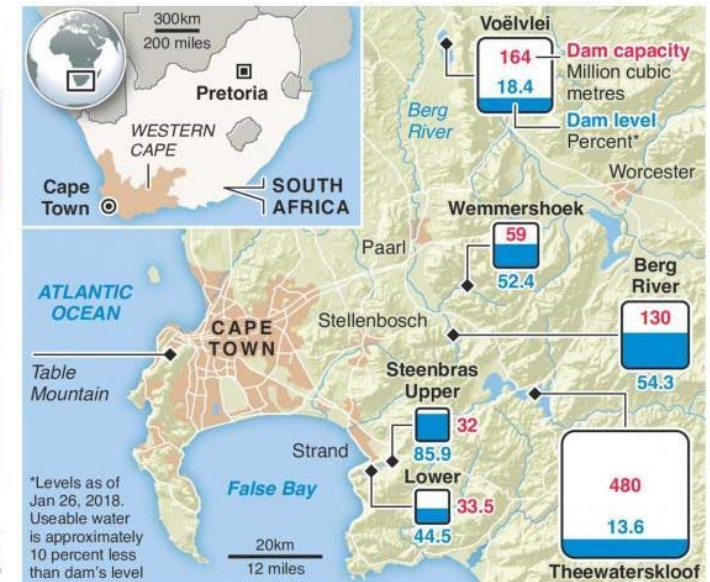 300km
200 miles
Pretoria
WESTERN
CAPE
Cape
Town
SOUTH
AFRICA
Voëlvlei
164
18.4
Dam capacity
Million cubic
metres
Dam level
Percent*
Berg
River
Worcester
Wemmershoek
59
52.4
Paarl
Berg
River
130
54.3
ATLANTIC
OCEAN
CAPE
TOWN
Stellenbosch
Table
Mountain
Steenbras
Upper
32
85.9
Strand
Lower
33.5
44.5
False Bay
480
13.6
Theewaterskloof
*Levels as of
Jan 26, 2018.
Useable water
is approximately
10 percent less
than dam's level
20km
12 miles